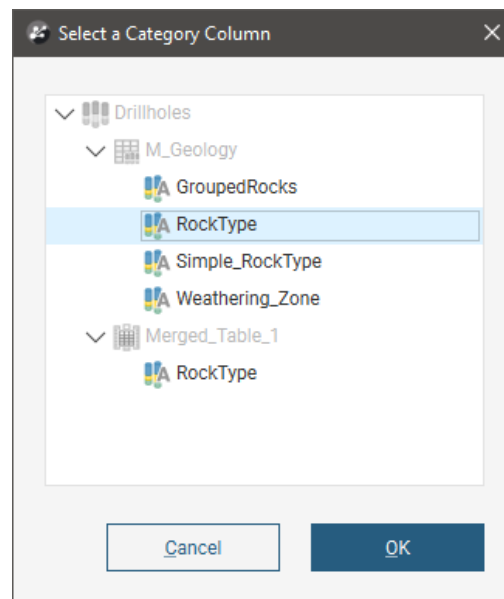 Select a Category Column
Drillholes
M_Geology
GroupedRocks
RockType
Simple_RockType
Weathering_Zone
Merged_Table_1
RockType
Cancel
OK